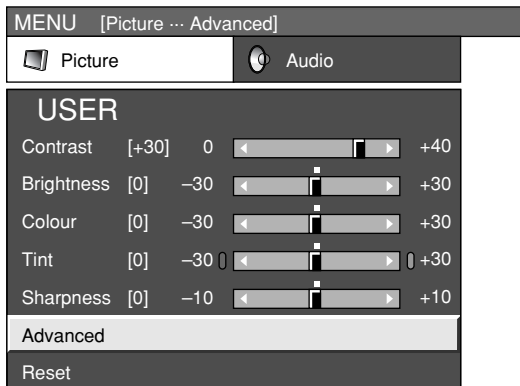 MENU [Picture ··· Advanced]
Picture Audio
USER
Contrast [+30] 0 +40
Brightness [0] –30 +30
Colour [0] –30 +30
Tint [0] –30 +30
Sharpness [0] –10 +10
Advanced
Reset